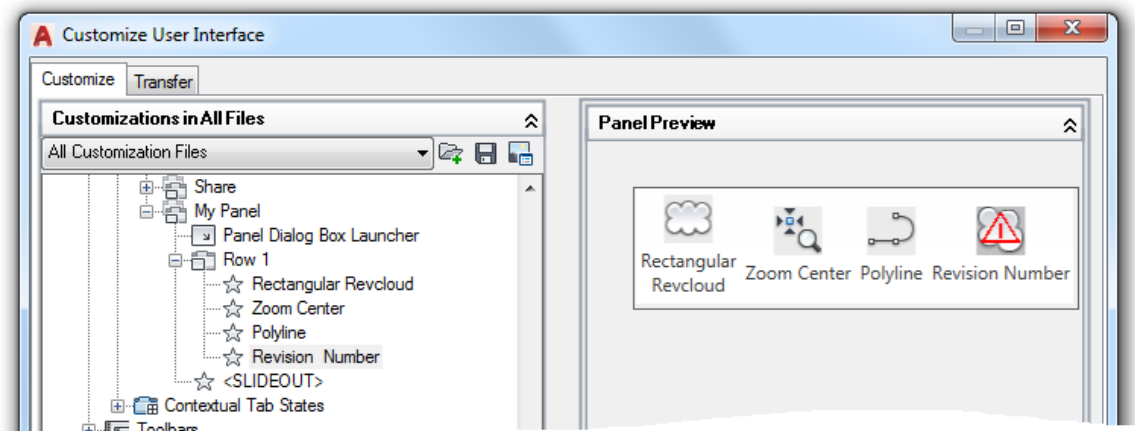 Customize User Interface
Customize Transfer
Customizations in All Files
All Customization Files
Share
My Panel
Panel Dialog Box Launcher
Row 1
Rectangular Revcloud
Zoom Center
Polyline
Revision Number
<SLIDEOUT>
Contextual Tab States
Toolbars
Panel Preview
Rectangular
Revcloud
Zoom Center
Polyline
Revision Number